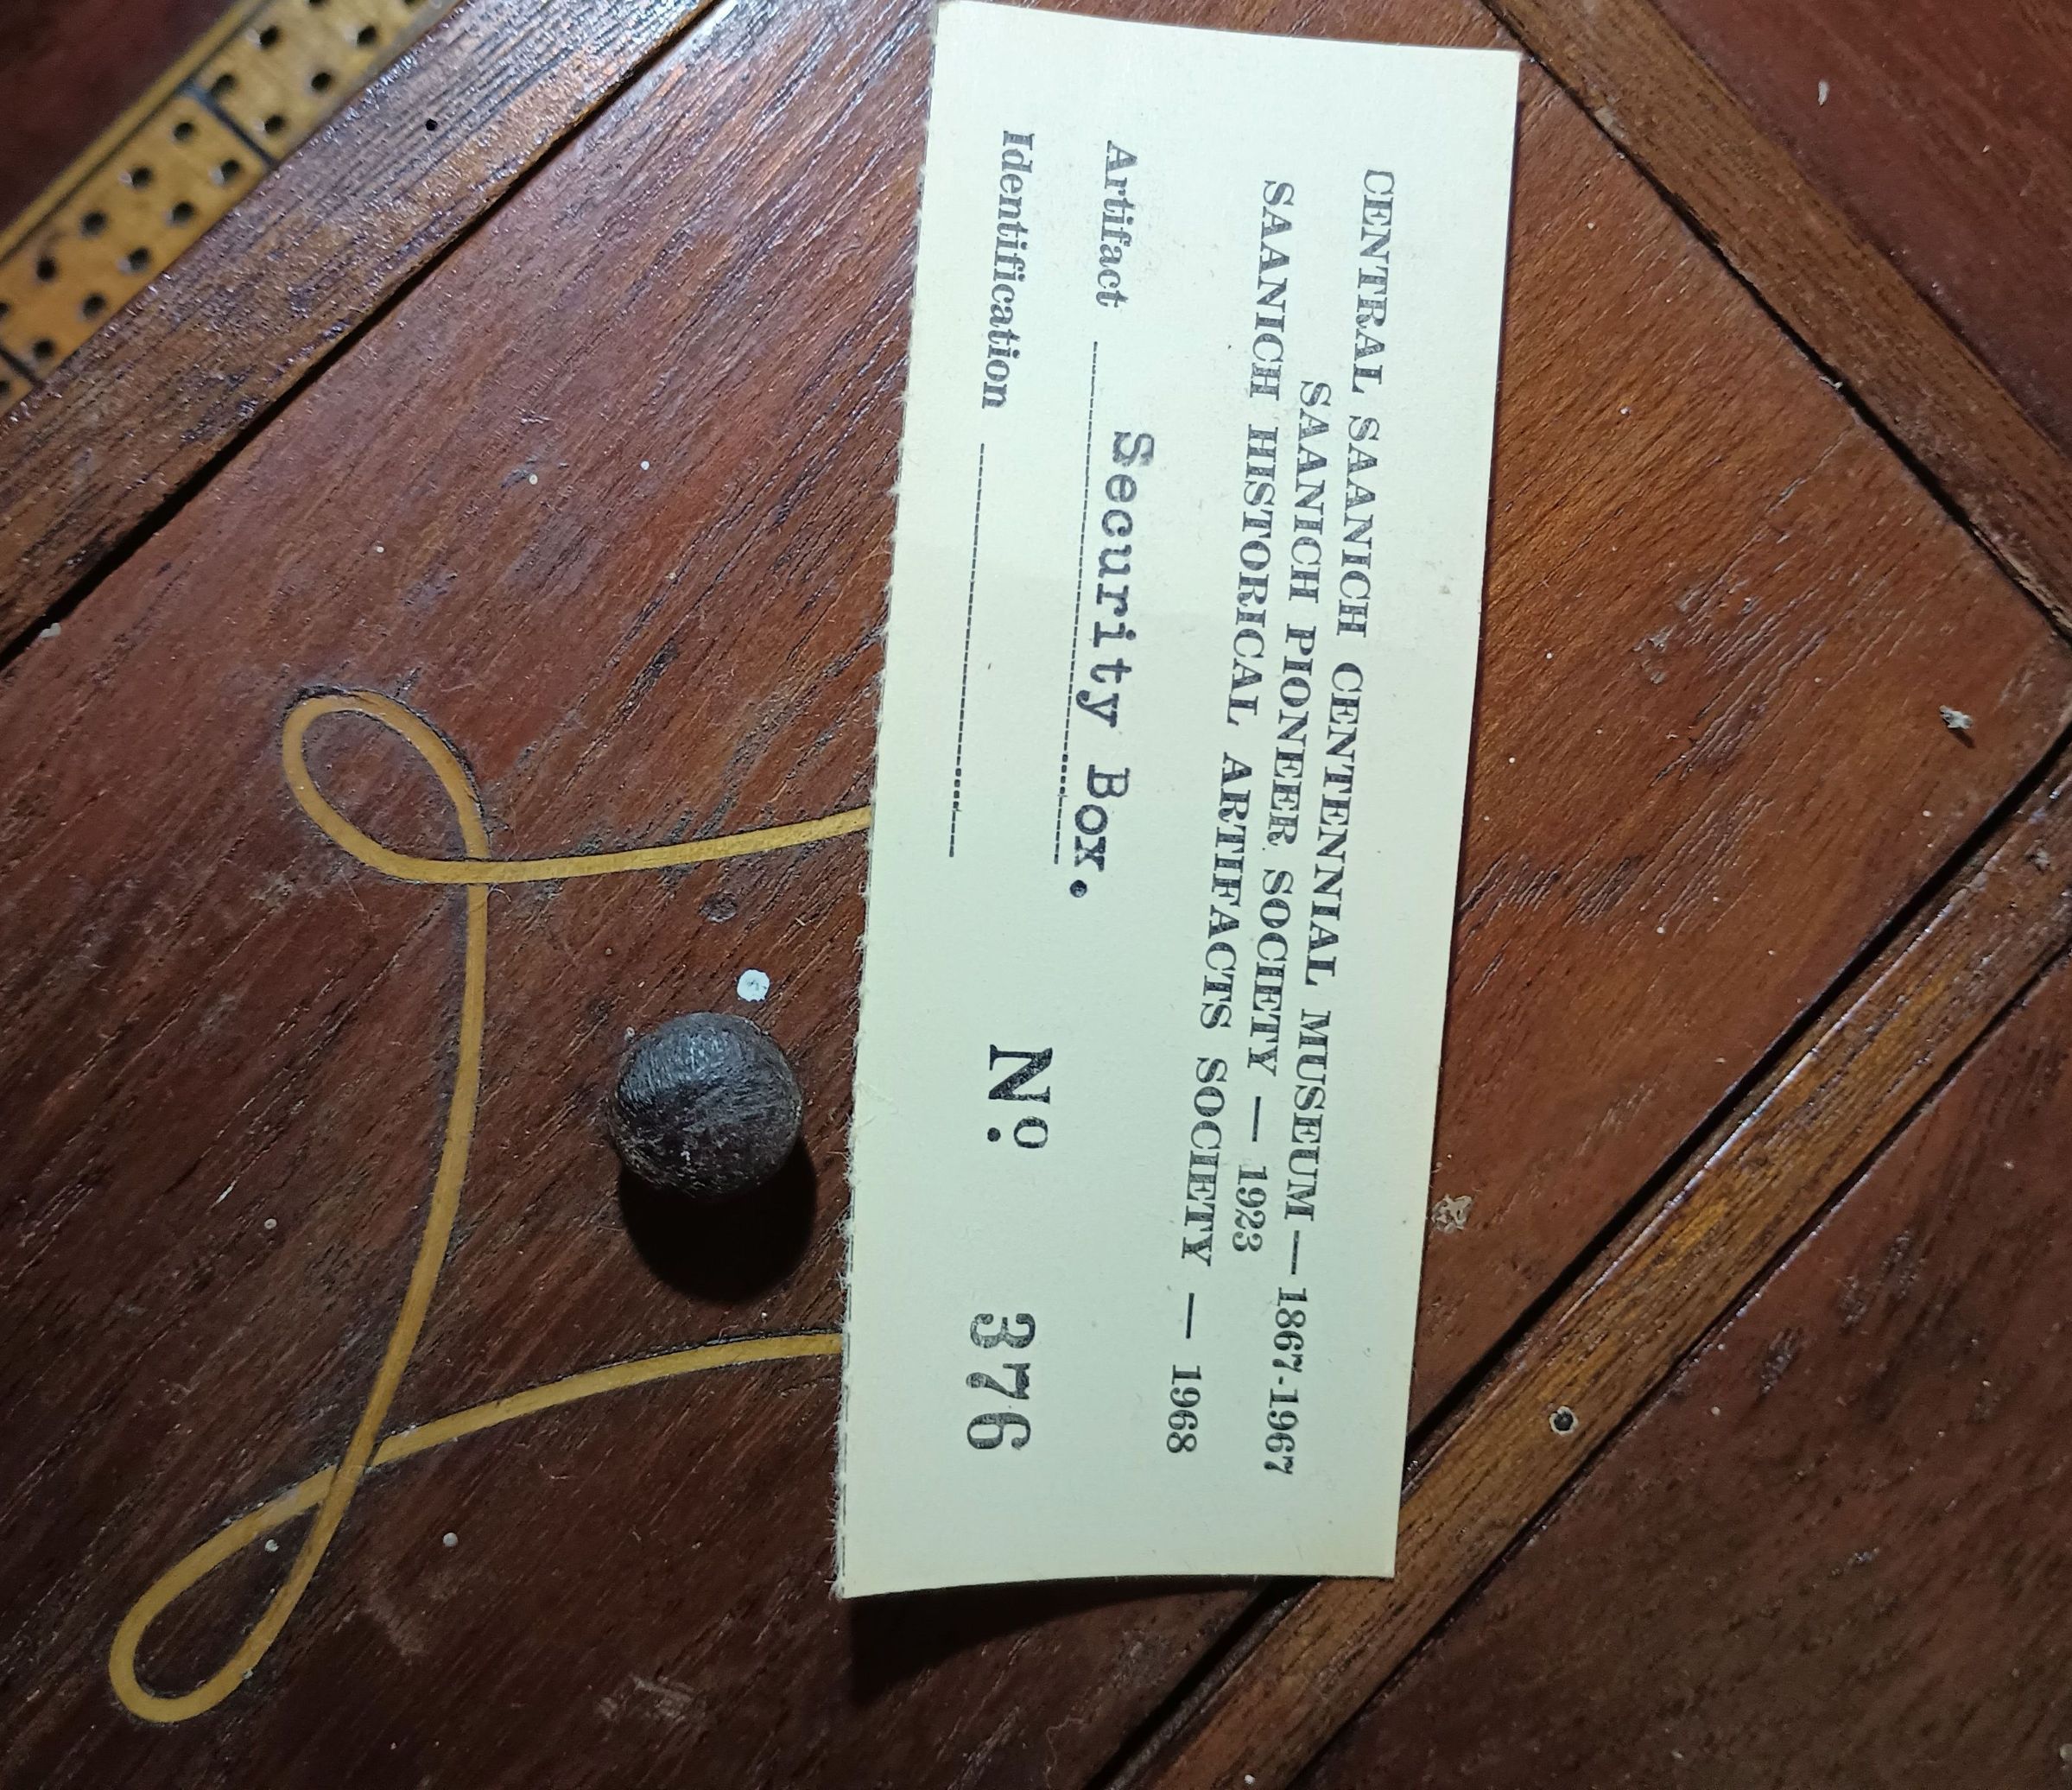 CENTRAL SAANICH CENTENNIAL MUSEUM — 1867-1967
SAANICH PIONEER SOCIETY — 1923
SAANICH HISTORICAL ARTIFACTS SOCIETY — 1968
Artifact Security Box.
Identification Nº 376